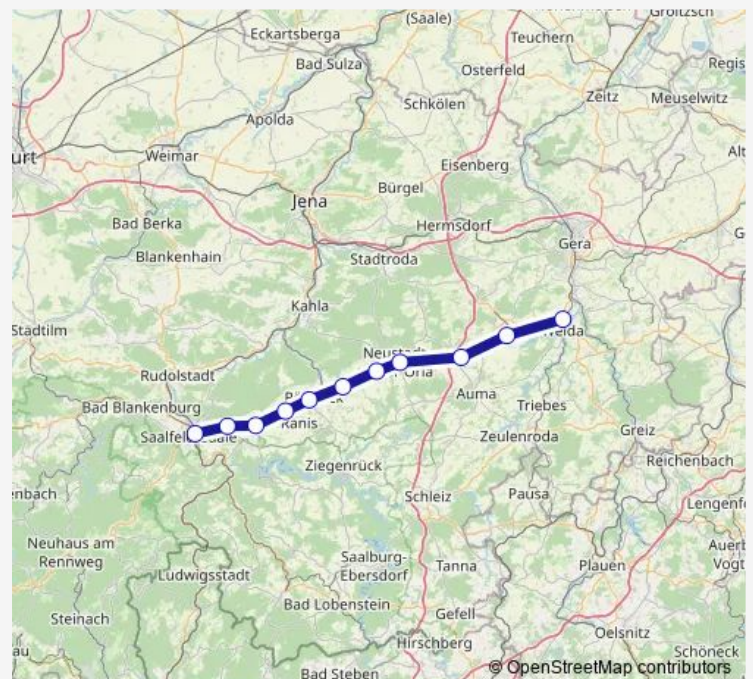 (Saale)
Groitzsch
Eckartsberga
Teuchern
Bad Sulza
Osterfeld
Regis
Schkölen
Zeitz
Meuselwitz
Apolda
urt
Weimar
Alt
Eisenberg
Bürgel
Jena
Bad Berka
Hermsdorf
Gera
G
Blankenhain
Stadtroda
Kahla
Stadtilm
Neustadt
Rudolstadt
Auma
Bad Blankenburg
Triebes
Ranis
Greiz
Zeulenroda
Reichenbach
Ziegenrück
nbach
Schleiz
Pausa
Lengenfe
Neuhaus am
Rennweg
Saalburg-
Ebersdorf
Tanna
Plauen
Auerb
Vogt
Ludwigsstadt
Bad Lobenstein
Gefell
Steinach
Oelsnitz
Hirschberg
Schöneck
au
Bad Steben
© OpenStreetMap contributors